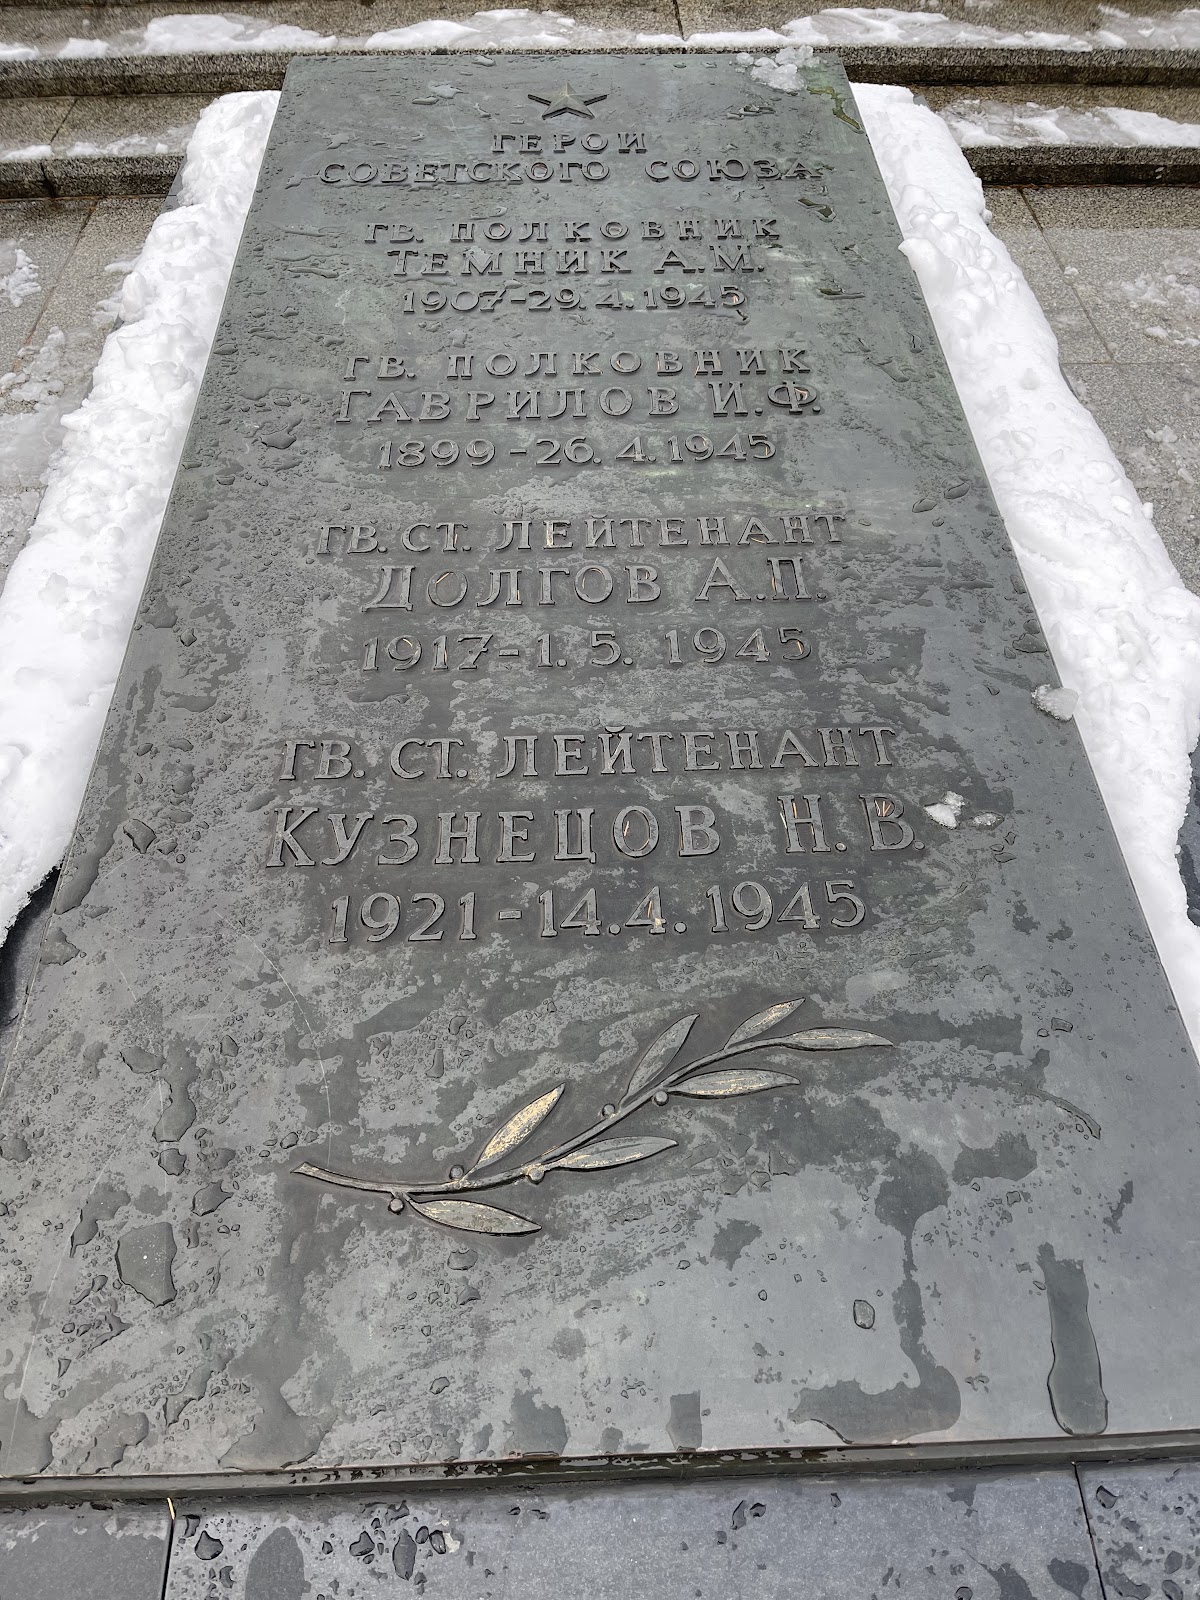 ГЕРОИ
СОВЕТСКОГО СОЮЗА
ГВ. ПОЛКОВНИК
ТЕМНИК А.М.
1907-29.4.1945
ГВ. ПОЛКОВНИК
ГАВРИЛОВ И.Ф.
1899-26.4.1945
ГВ. СТ. ЛЕЙТЕНАНТ
ДОЛГОВ А.П.
1917-1.5.1945
ГВ. СТ. ЛЕЙТЕНАНТ
КУЗНЕЦОВ Н.В.
1921-14.4.1945